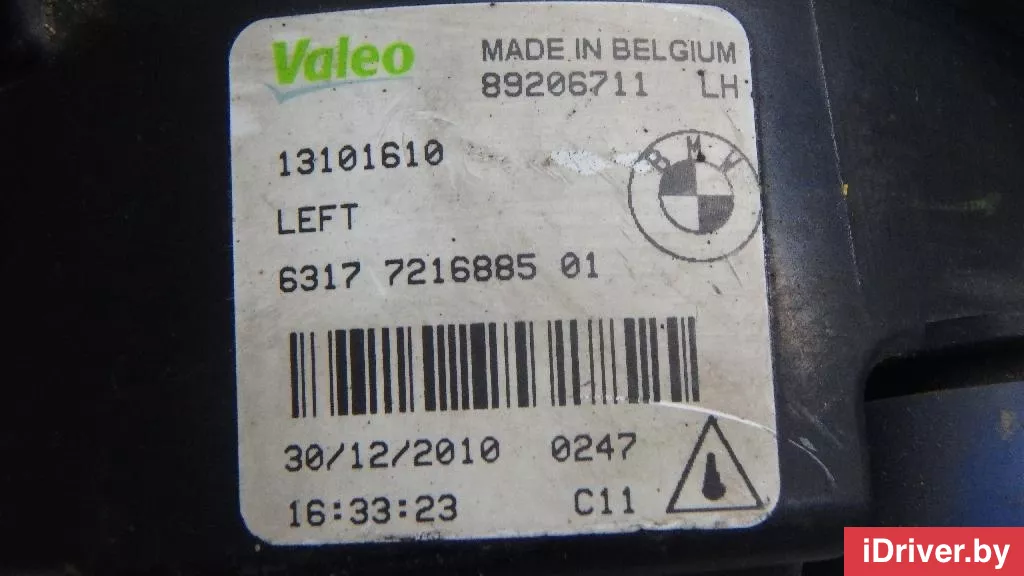 Valeo
MADE IN BELGIUM
89206711 LH
13101610
BMW
LEFT
6317 7216885 01
30/12/2010 0247
16:33:23 C11
iDriver.by